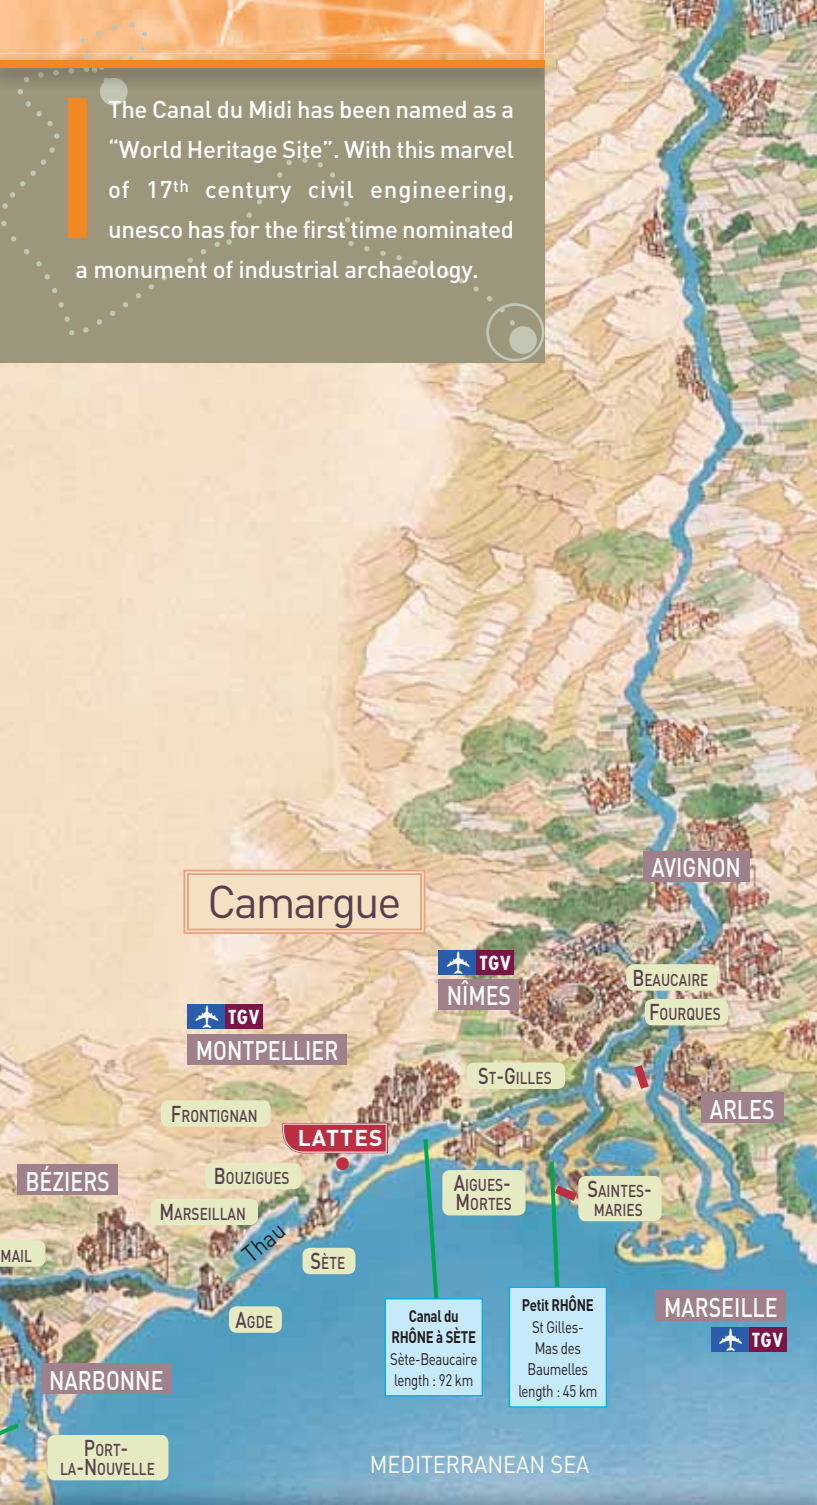 The Canal du Midi has been named as a
“World Heritage Site”. With this marvel
of 17th century civil engineering,
unesco has for the first time nominated
a monument of industrial archaeology.
AVIGNON
Camargue
TGV
NÎMES
BEAUCAIRE
FOURQUES
TGV
MONTPELLIER
ST-GILLES
ARLES
FRONTIGNAN
LATTES
BÉZIERS
BOUZIGUES
AIGUES-
MORTES
SAINTES-
MARIES
MARSEILLAN
Thau
MAIL
SÈTE
AGDE
Canal du
RHÔNE à SÈTE
Sète-Beaucaire
length : 92 km
Petit RHÔNE
St Gilles-
Mas des
Baumelles
length : 45 km
MARSEILLE
TGV
NARBONNE
PORT-
LA-NOUVELLE
MEDITERRANEAN SEA